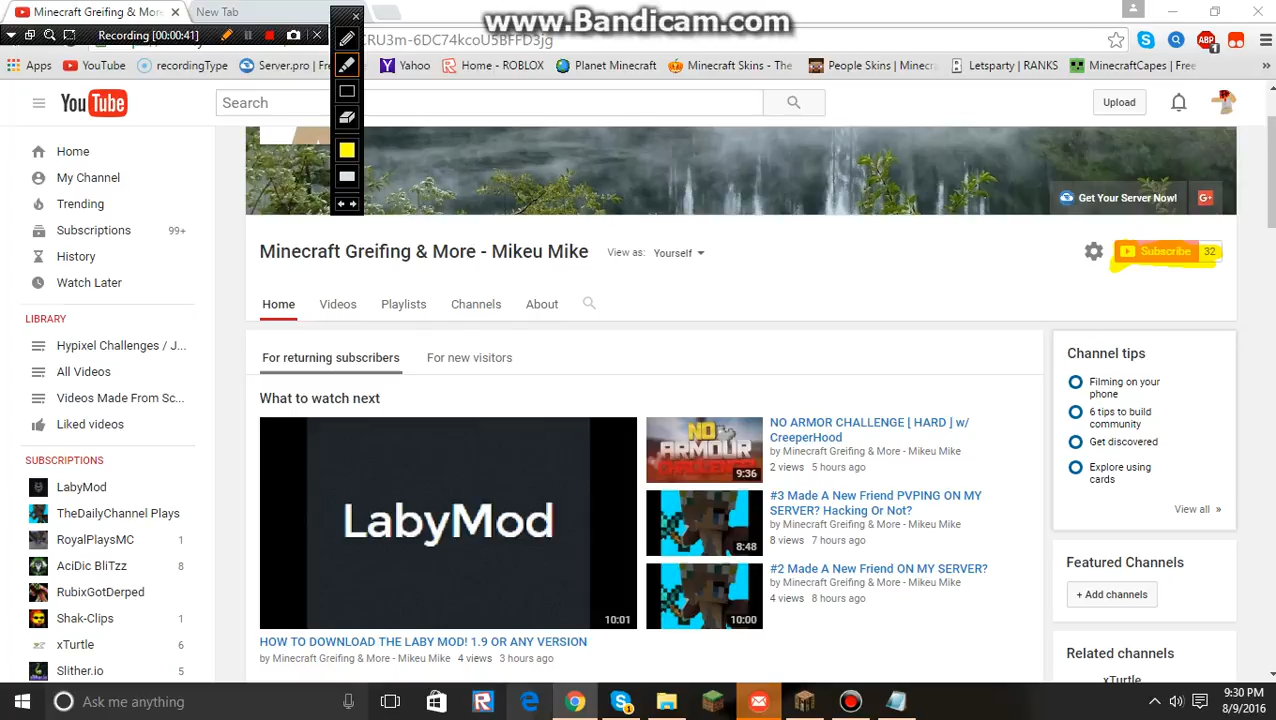 Minecraft Greifing & More
New Tab
www.Bandicam.com
Recording [00:00:41]
CRU3m-6DC74kcoU5BFFD3jg
Apps
YouTube
recordingType
Server.pro | Minecra
Yahoo
Home - ROBLOX
Planet Minecraft
Minecraft Skins - The
People Skins | Minecra
Letsparty | RANKS
MinecraftCapes | Free
YouTube
Search
Upload
Home
My Channel
Trending
Subscriptions 99+
History
Watch Later
LIBRARY
Hypixel Challenges / J...
All Videos
Videos Made From Sc...
Liked videos
SUBSCRIPTIONS
LabyMod
TheDailyChannel Plays
RoyalPlaysMC 1
AciDic BliTzz 8
RubixGotDerped
Shak-Clips 1
xTurtle 6
Slither.io 5
Get Your Server Now!
Minecraft Greifing & More - Mikeu Mike
View as: Yourself
Subscribe 32
Home
Videos
Playlists
Channels
About
For returning subscribers
For new visitors
What to watch next
LabyMod
10:01
HOW TO DOWNLOAD THE LABY MOD! 1.9 OR ANY VERSION
by Minecraft Greifing & More - Mikeu Mike 4 views 3 hours ago
NO ARMOUR CHALLENGE!
9:36
NO ARMOR CHALLENGE [ HARD ] w/
CreeperHood
by Minecraft Greifing & More - Mikeu Mike
2 views 5 hours ago
8:48
#3 Made A New Friend PVPING ON MY
SERVER? Hacking Or Not?
by Minecraft Greifing & More - Mikeu Mike
8 views 7 hours ago
10:00
#2 Made A New Friend ON MY SERVER?
by Minecraft Greifing & More - Mikeu Mike
4 views 8 hours ago
Channel tips
Filming on your
phone
6 tips to build
community
Get discovered
Explore using
cards
View all »
Featured Channels
+ Add channels
Related channels
xTurtle
Ask me anything
9:30 PM
8/9/2016